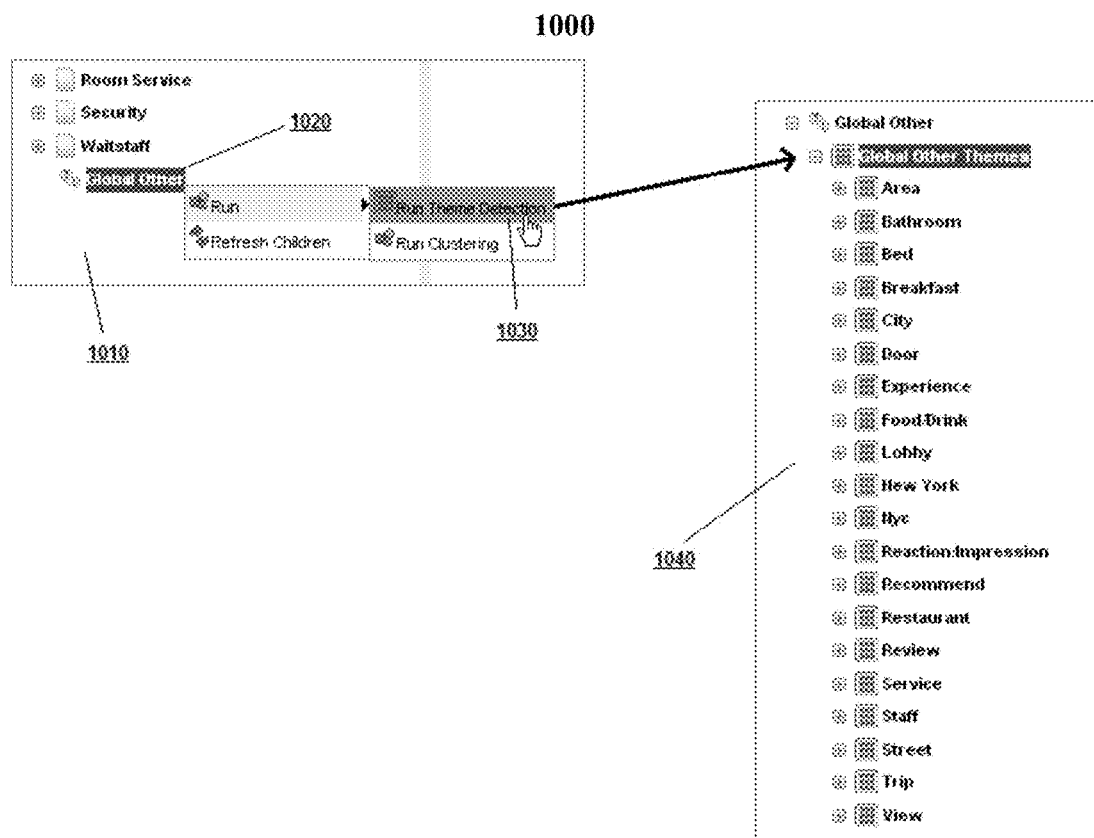 1000
Room Service
Security
Waitstaff
1020
Global Other
Run
Run Theme Detection
Refresh Children
Run Clustering
1010
1030
Global Other
Global Other Themes
Area
Bathroom
Bed
Breakfast
City
Door
Experience
Food/Drink
Lobby
New York
Nyc
1040
Reaction/Impression
Recommend
Restaurant
Review
Service
Staff
Street
Trip
View